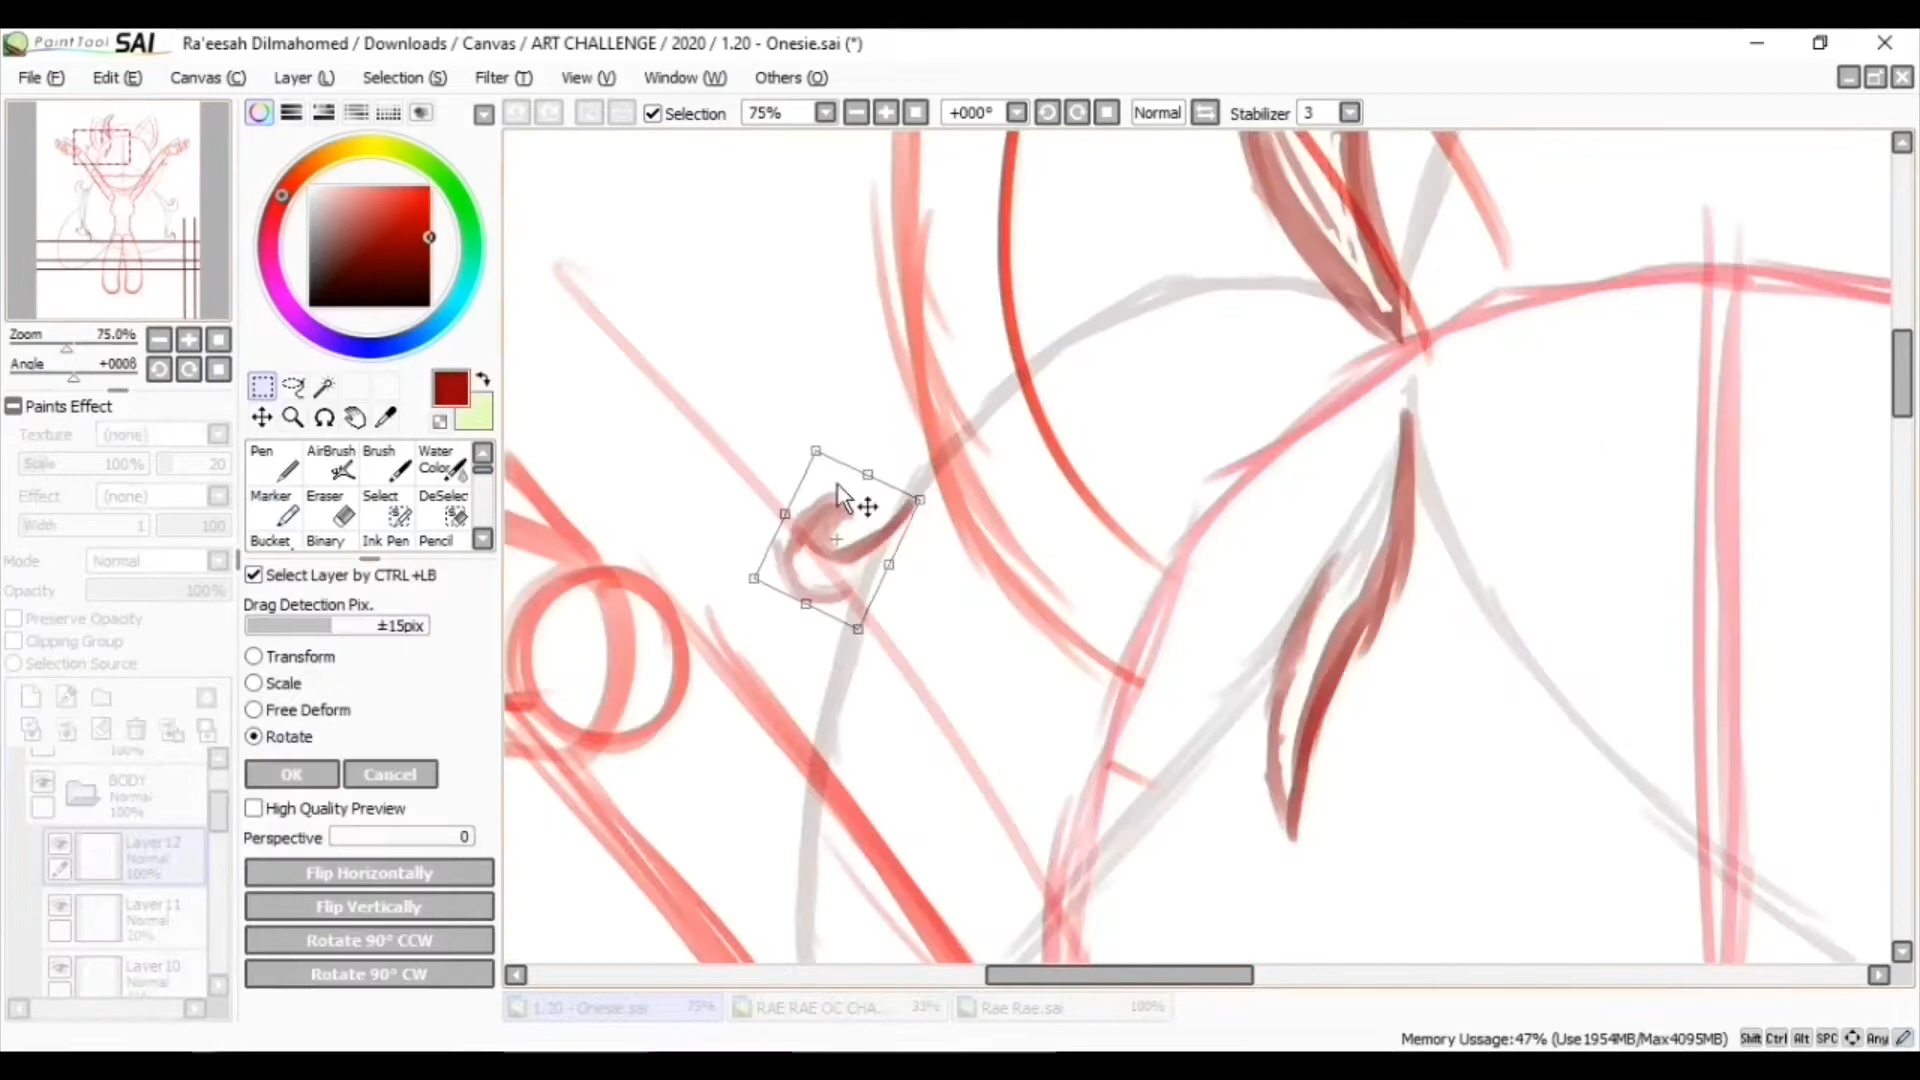 PaintTool SAI Ra'eesah Dilmahomed / Downloads / Canvas / ART CHALLENGE / 2020 / 1.20 - Onesie.sai (*)
File (F) Edit (E) Canvas (C) Layer (L) Selection (S) Filter (T) View (V) Window (W) Others (O)
Selection 75% +000° Normal Stabilizer 3
Zoom 75.0%
Angle +000ß
Paints Effect
Texture (none)
Scale 100% 20
Effect (none)
Width 1 100
Mode Normal
Opacity 100%
Preserve Opacity
Clipping Group
Selection Source
100%
BODY
Normal
100%
Layer12
Normal
100%
Layer11
Normal
20%
Layer10
Normal
Pen AirBrush Brush Water
Color
Marker Eraser Select DeSelect
Bucket Binary Ink Pen Pencil
Select Layer by CTRL +LB
Drag Detection Pix.
±15pix
Transform
Scale
Free Deform
Rotate
OK Cancel
High Quality Preview
Perspective 0
Flip Horizontally
Flip Vertically
Rotate 90° CCW
Rotate 90° CW
1.20 - Onesie.sai 75% RAE RAE OC CHA... 33% Rae Rae.sai 100%
Memory Ussage:47% (Use1954MB/Max4095MB) Shift Ctrl Alt SPC Any